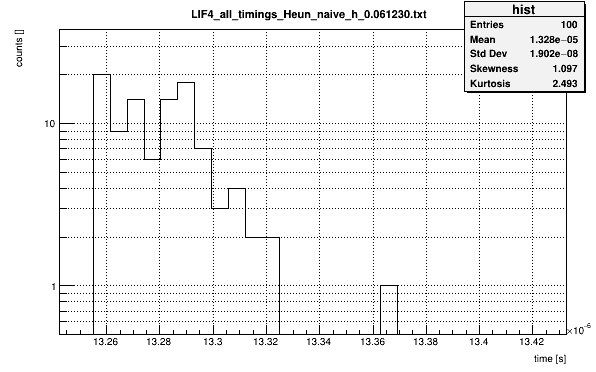 LIF4_all_timings_Heun_naive_h_0.061230.txt
hist
Entries 100
Mean 1.328e−05
Std Dev 1.902e−08
Skewness 1.097
Kurtosis 2.493
counts []
10
1
13.26 13.28 13.3 13.32 13.34 13.36 13.38 13.4 13.42
×10−6
time [s]